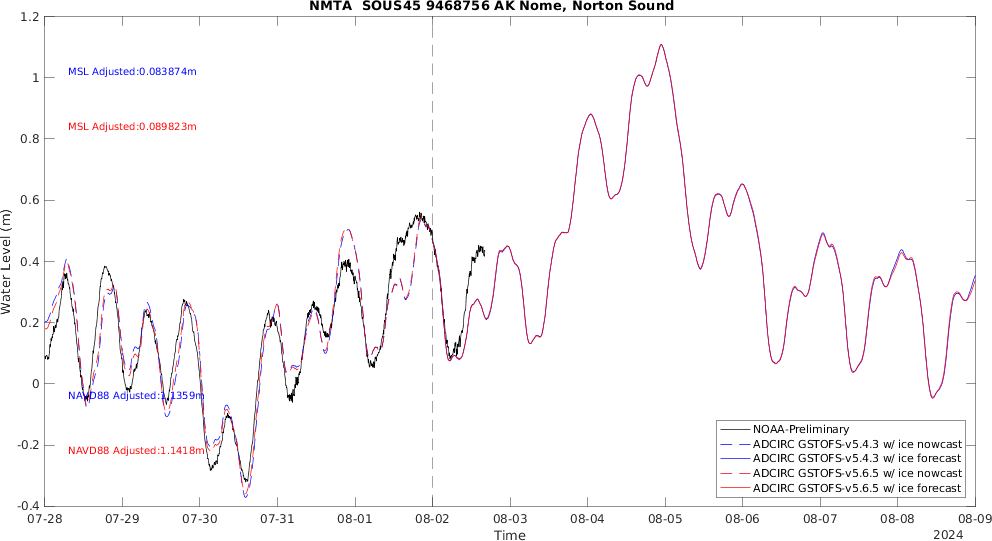 NMTA  SOUS45 9468756 AK Nome, Norton Sound
1.2
1
0.8
0.6
0.4
0.2
0
-0.2
-0.4
Water Level (m)
MSL Adjusted:0.083874m
MSL Adjusted:0.089823m
NAVD88 Adjusted:1.1359m
NAVD88 Adjusted:1.1418m
NOAA-Preliminary
ADCIRC GSTOFS-v5.4.3 w/ ice nowcast
ADCIRC GSTOFS-v5.4.3 w/ ice forecast
ADCIRC GSTOFS-v5.6.5 w/ ice nowcast
ADCIRC GSTOFS-v5.6.5 w/ ice forecast
07-28 07-29 07-30 07-31 08-01 08-02 08-03 08-04 08-05 08-06 08-07 08-08 08-09
Time
2024